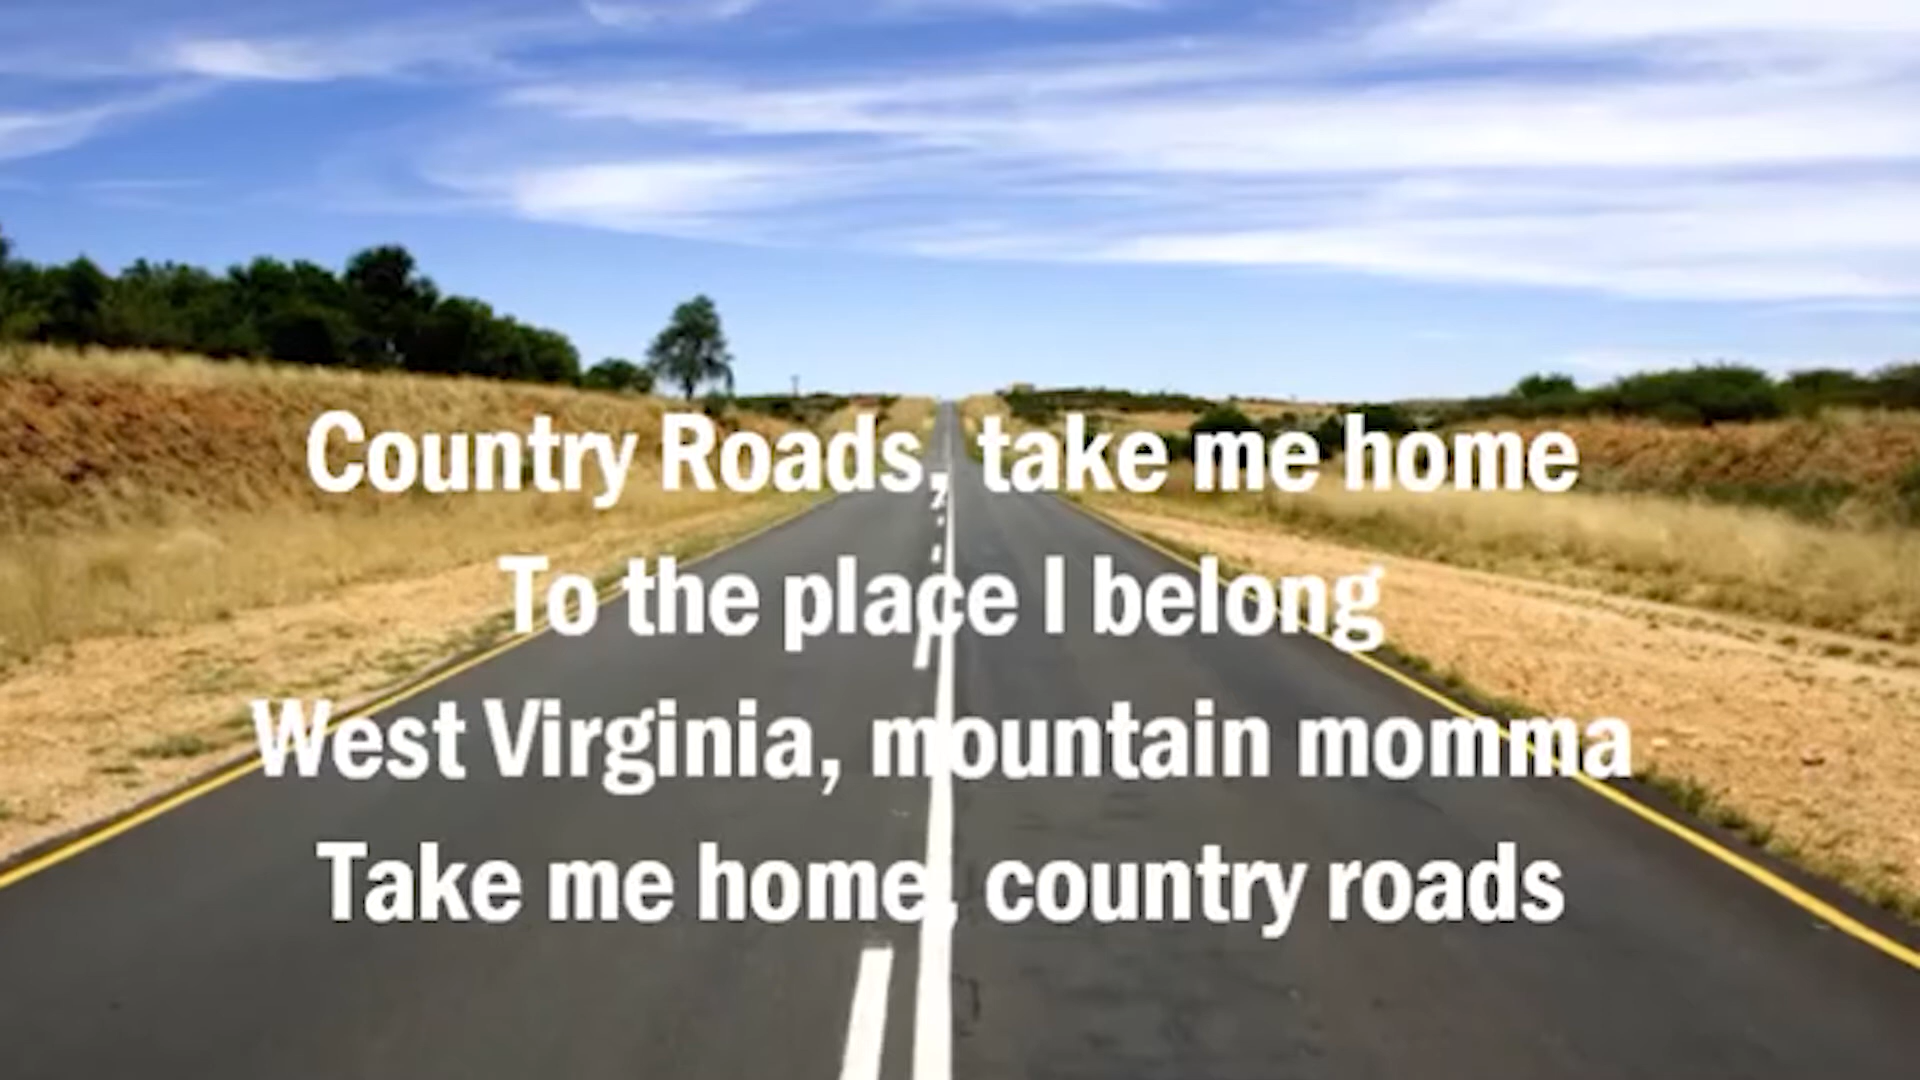 Country Roads, take me home
To the place I belong
West Virginia, mountain momma
Take me home, country roads